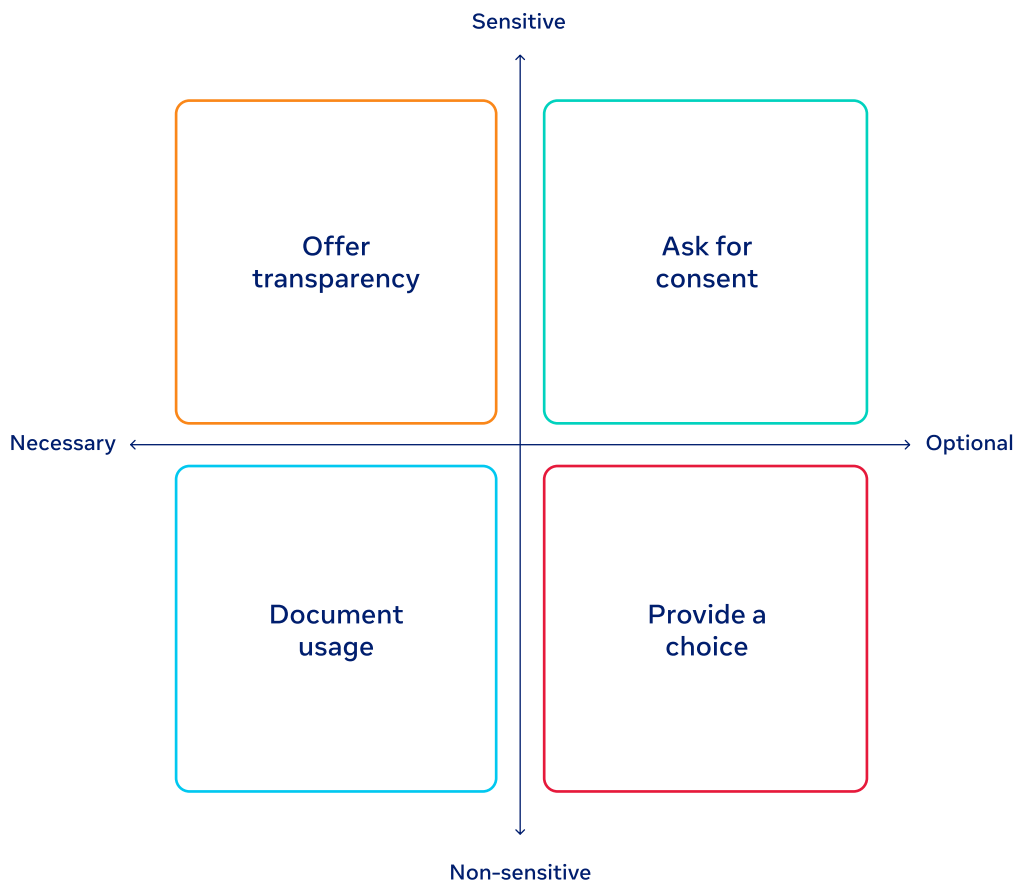 Sensitive
Offer
transparency
Ask for
consent
Necessary
Optional
Document
usage
Provide a
choice
Non-sensitive